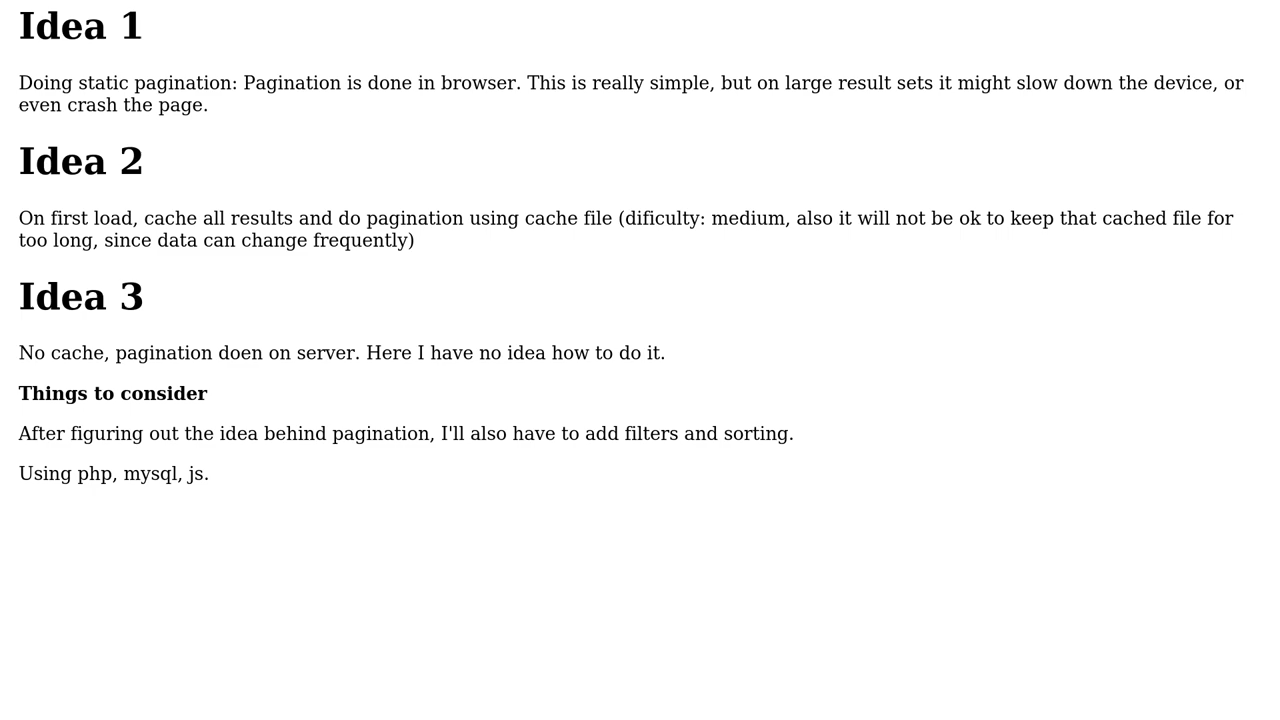 Idea 1
Doing static pagination: Pagination is done in browser. This is really simple, but on large result sets it might slow down the device, or
even crash the page.
Idea 2
On first load, cache all results and do pagination using cache file (dificulty: medium, also it will not be ok to keep that cached file for
too long, since data can change frequently)
Idea 3
No cache, pagination doen on server. Here I have no idea how to do it.
Things to consider
After figuring out the idea behind pagination, I'll also have to add filters and sorting.
Using php, mysql, js.